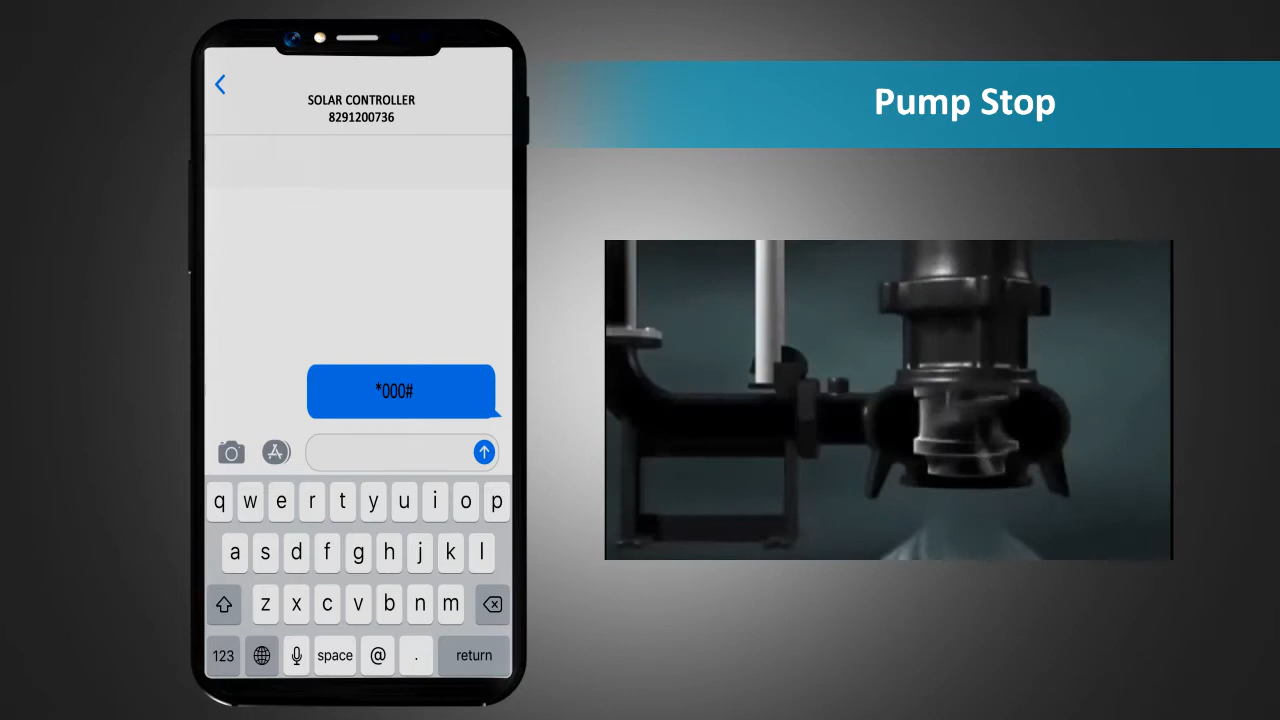 SOLAR CONTROLLER
8291200736
Pump Stop
*000#
q w e r t y u i o p
a s d f g h j k l
z x c v b n m
123 space @ . return